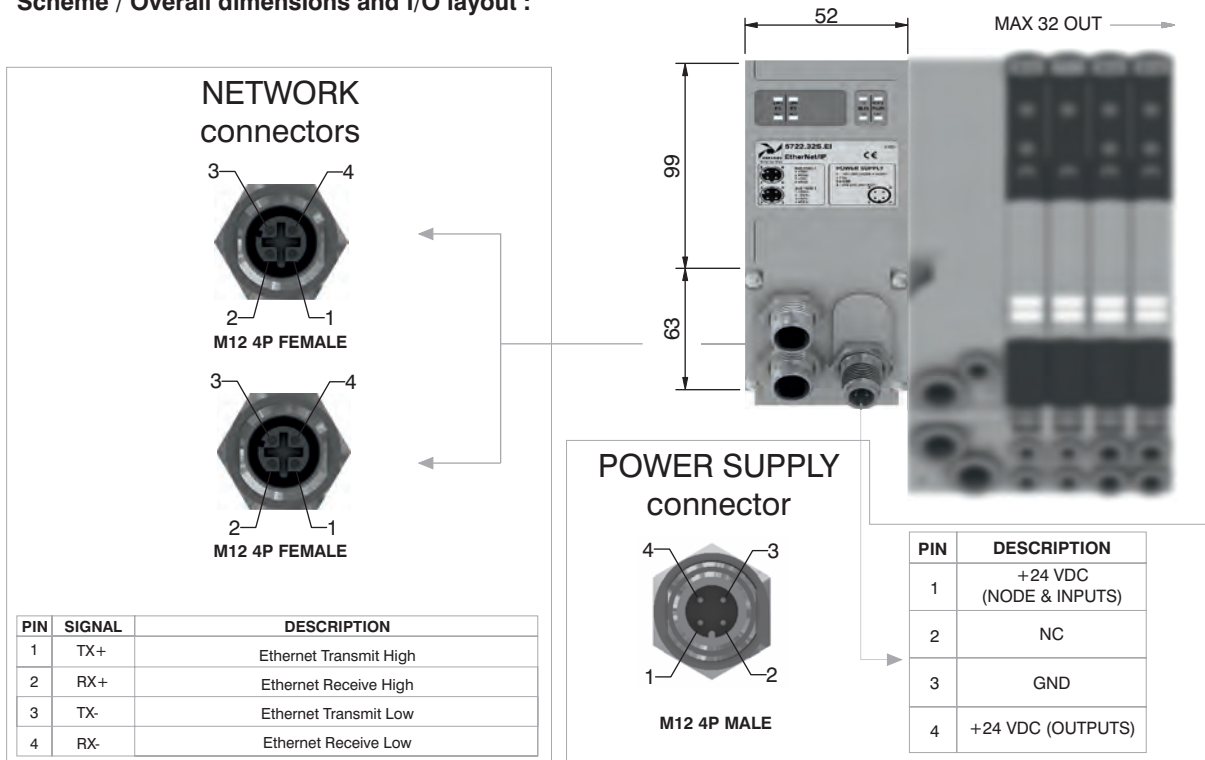 Scheme / Overall dimensions and I/O layout :
52
MAX 32 OUT
99
63
5722.32S.EI
EtherNet/IP
CE
POWER SUPPLY
NETWORK
connectors
3
4
2
1
M12 4P FEMALE
3
4
2
1
M12 4P FEMALE
PIN SIGNAL DESCRIPTION
1 TX+ Ethernet Transmit High
2 RX+ Ethernet Receive High
3 TX- Ethernet Transmit Low
4 RX- Ethernet Receive Low
POWER SUPPLY
connector
4
3
1
2
M12 4P MALE
PIN DESCRIPTION
1 +24 VDC
(NODE & INPUTS)
2 NC
3 GND
4 +24 VDC (OUTPUTS)